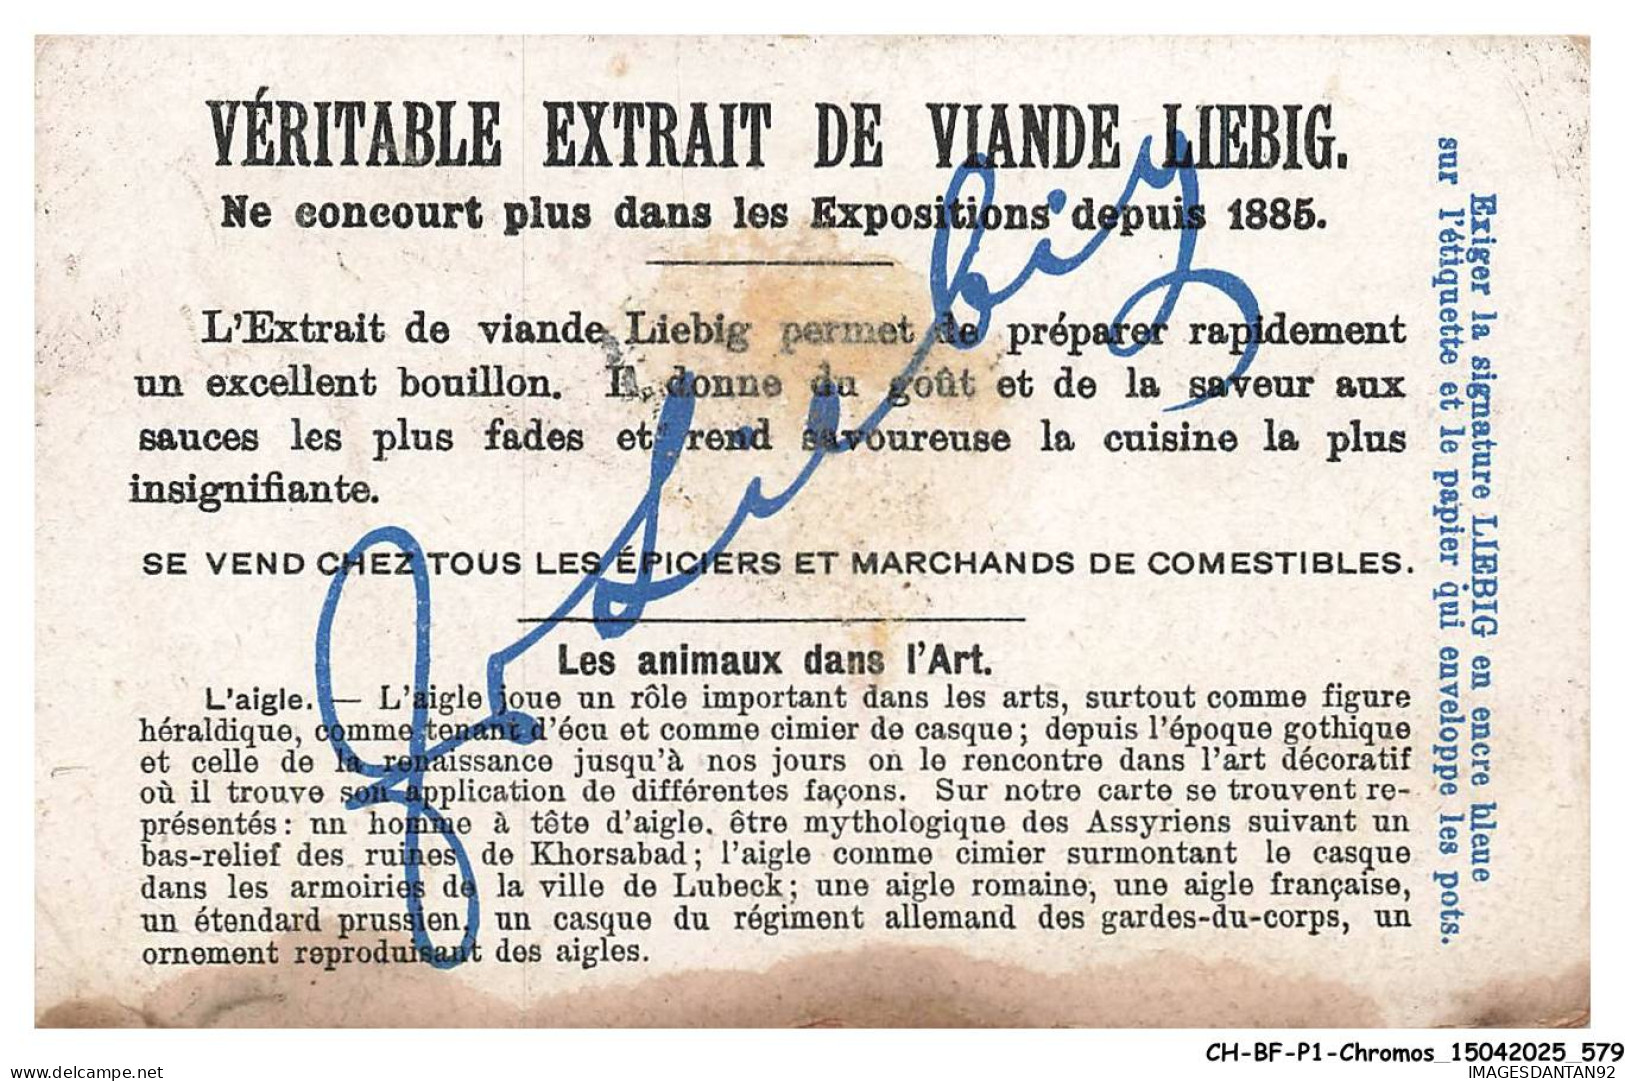 VÉRITABLE EXTRAIT DE VIANDE LIEBIG.
Ne concourt plus dans les Expositions depuis 1885.
L'Extrait de viande Liebig permet de préparer rapidement
un excellent bouillon. Il donne du goût et de la saveur aux
sauces les plus fades et rend savoureuse la cuisine la plus
insignifiante.
SE VEND CHEZ TOUS LES ÉPICIERS ET MARCHANDS DE COMESTIBLES.
Les animaux dans l'Art.
L'aigle. — L'aigle joue un rôle important dans les arts, surtout comme figure
héraldique, comme tenant d'écu et comme cimier de casque; depuis l'époque gothique
et celle de la renaissance jusqu'à nos jours on le rencontre dans l'art décoratif
où il trouve son application de différentes façons. Sur notre carte se trouvent re-
présentés: nn homme à tête d'aigle, être mythologique des Assyriens suivant un
bas-relief des ruines de Khorsabad; l'aigle comme cimier surmontant le casque
dans les armoiries de la ville de Lubeck; une aigle romaine, une aigle française,
un étendard prussien, un casque du régiment allemand des gardes-du-corps, un
ornement reproduisant des aigles.
J v Liebig
Exiger la signature LIEBIG en encre bleue
sur l'étiquette et le papier qui enveloppe les pots.
CH-BF-P1-Chromos_15042025_579
delcampe.net
IMAGESDANTAN92